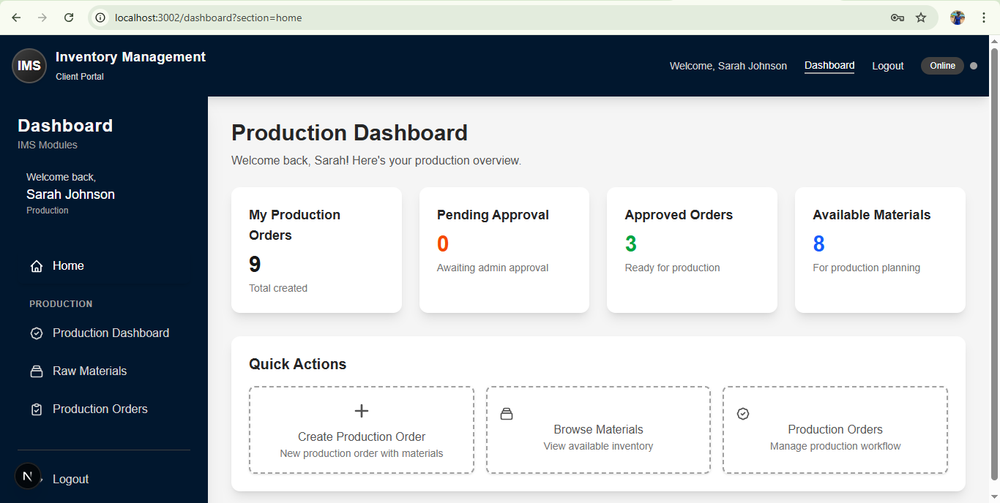 localhost:3002/dashboard?section=home
IMS
Inventory Management
Client Portal
Welcome, Sarah Johnson
Dashboard
Logout
Online
Dashboard
IMS Modules
Welcome back,
Sarah Johnson
Production
Home
PRODUCTION
Production Dashboard
Raw Materials
Production Orders
N
Logout
Production Dashboard
Welcome back, Sarah! Here's your production overview.
My Production
Orders
9
Total created
Pending Approval
0
Awaiting admin approval
Approved Orders
3
Ready for production
Available Materials
8
For production planning
Quick Actions
Create Production Order
New production order with materials
Browse Materials
View available inventory
Production Orders
Manage production workflow